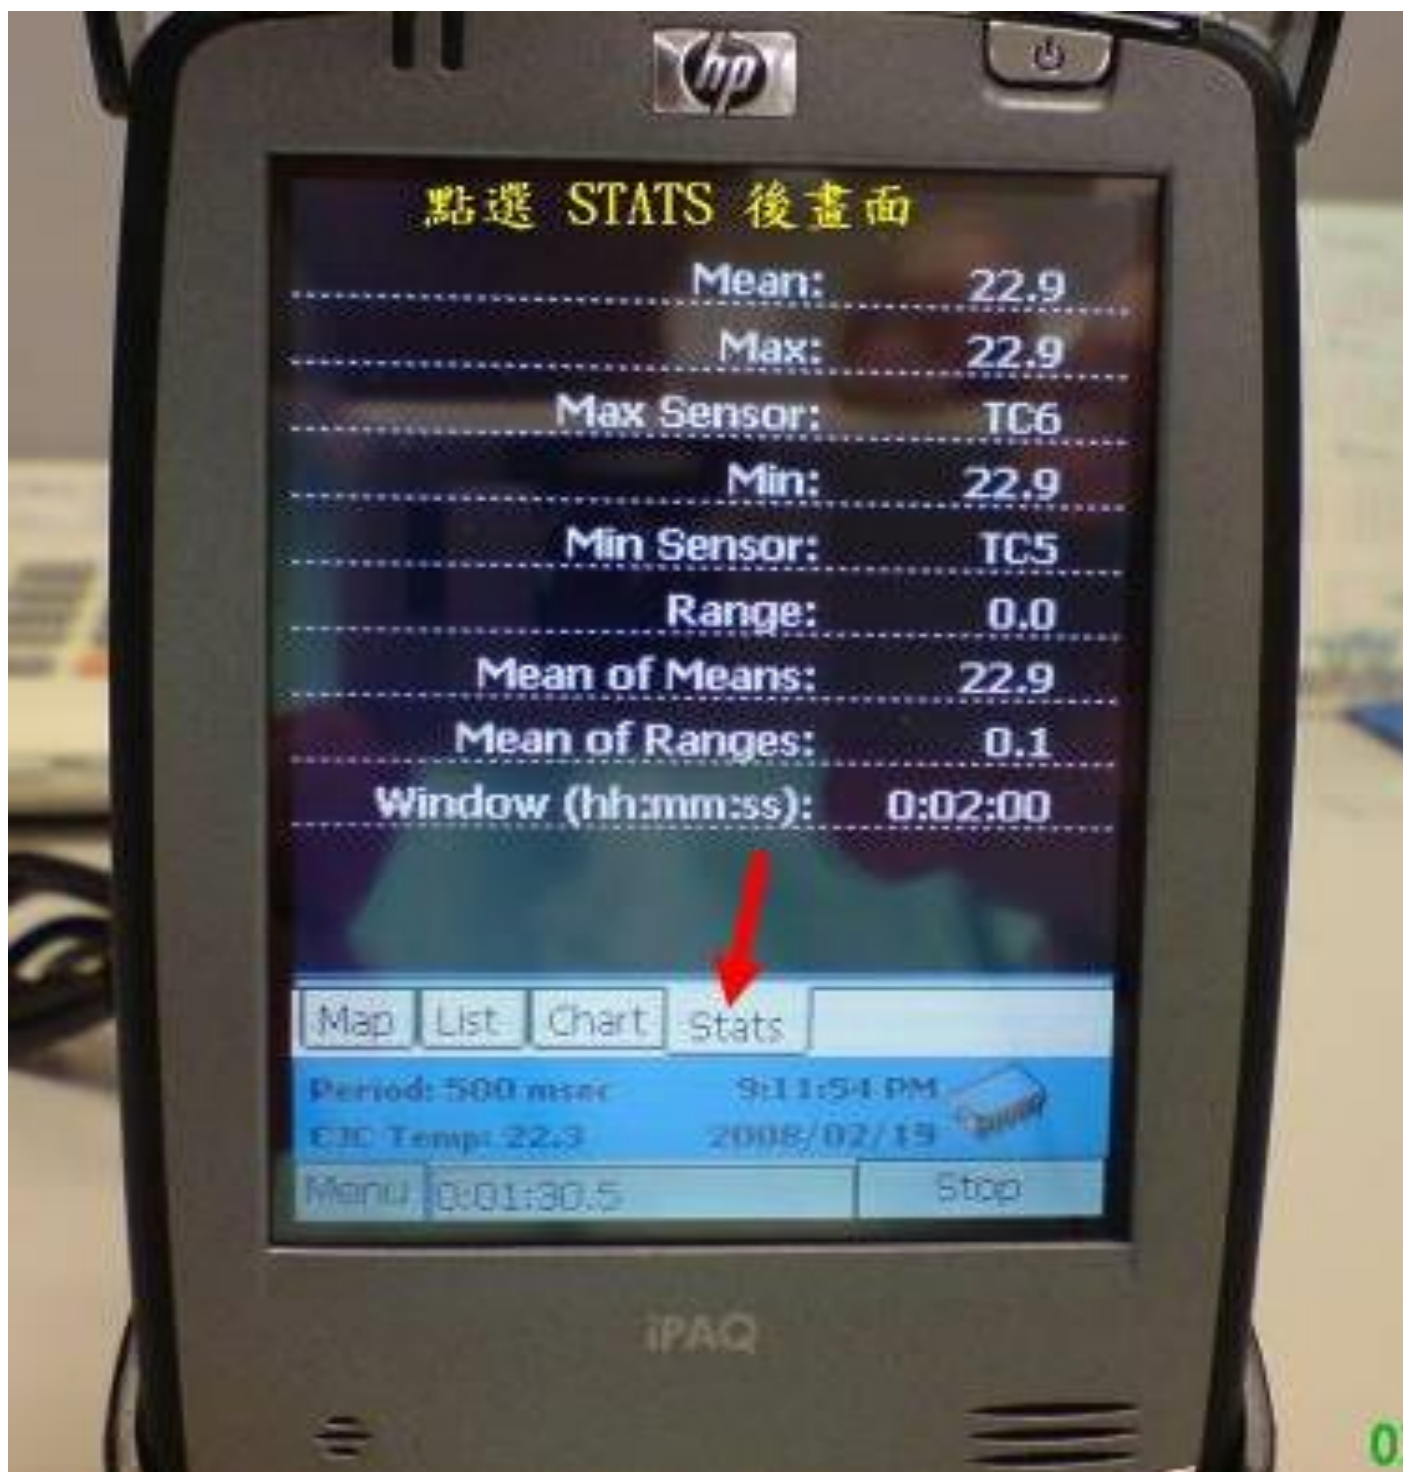 hp
點選 STATS 後畫面
Mean: 22.9
Max: 22.9
Max Sensor: TC6
Min: 22.9
Min Sensor: TC5
Range: 0.0
Mean of Means: 22.9
Mean of Ranges: 0.1
Window (hh:mm:ss): 0:02:00
Map List Chart Stats
Period: 500 msec 9:11:54 PM
CJC Temp: 22.3 2008/02/19
Menu 0:01:30.5 Stop
iPAQ